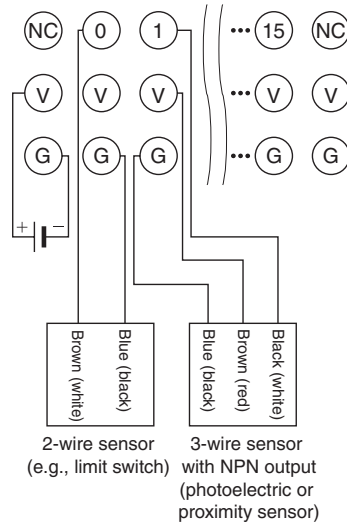 NC 0 1 ••• 15 NC
V V V ••• V V
G G G ••• G G
+ −
Brown (white)
Blue (black)
Blue (black)
Brown (red)
Black (white)
2-wire sensor
(e.g., limit switch)
3-wire sensor
with NPN output
(photoelectric or
proximity sensor)